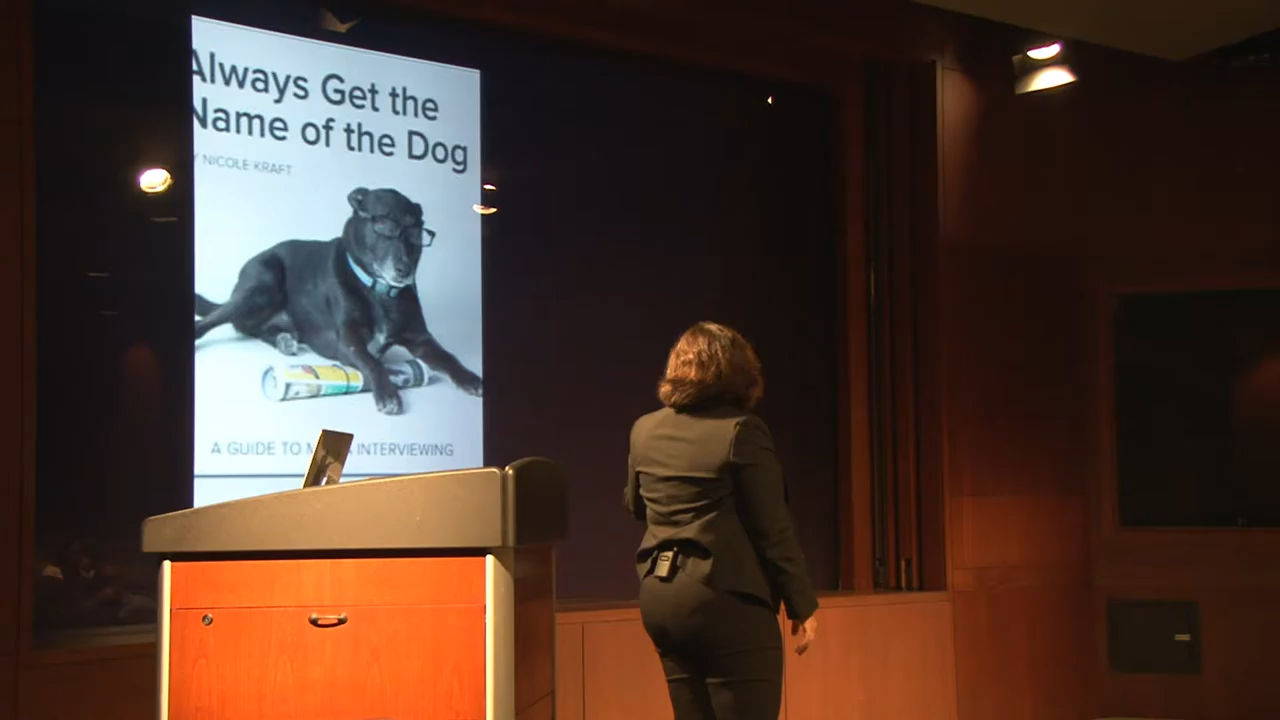 Always Get the
Name of the Dog
Y NICOLE KRAFT
A GUIDE TO M A INTERVIEWING